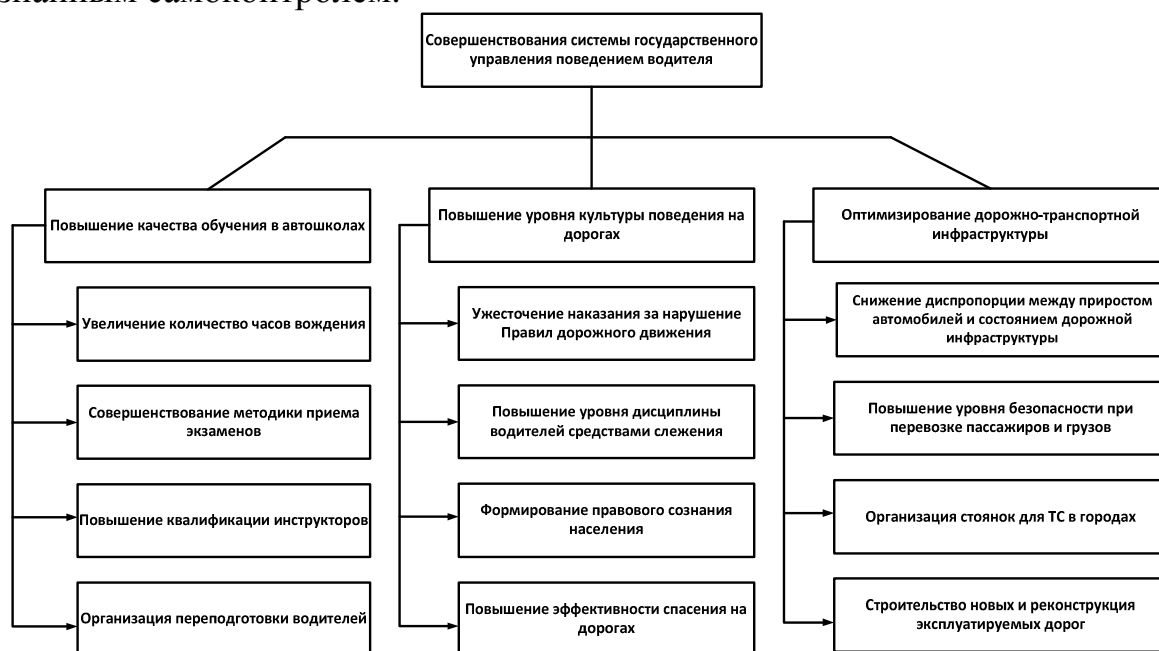 знанным самоконтролем.
Совершенствования системы государственного
управления поведением водителя
Повышение качества обучения в автошколах
Увеличение количество часов вождения
Совершенствование методики приема
экзаменов
Повышение квалификации инструкторов
Организация переподготовки водителей
Повышение уровня культуры поведения на
дорогах
Ужесточение наказания за нарушение
Правил дорожного движения
Повышение уровня дисциплины
водителей средствами слежения
Формирование правового сознания
населения
Повышение эффективности спасения на
дорогах
Оптимизирование дорожно-транспортной
инфраструктуры
Снижение диспропорции между приростом
автомобилей и состоянием дорожной
инфраструктуры
Повышение уровня безопасности при
перевозке пассажиров и грузов
Организация стоянок для ТС в городах
Строительство новых и реконструкция
эксплуатируемых дорог